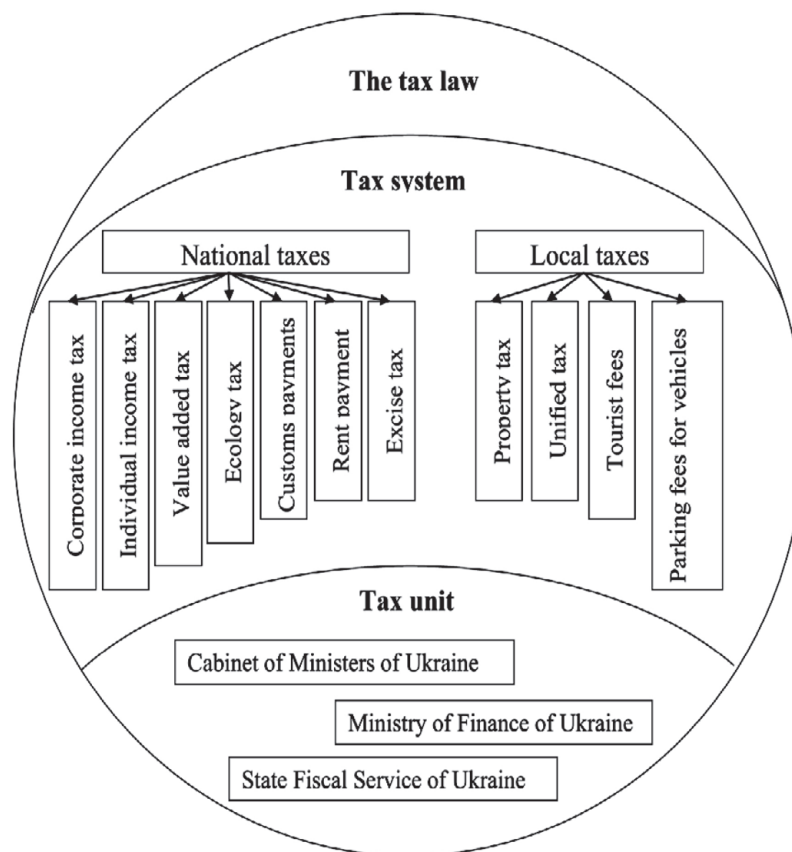 The tax law
Tax system
National taxes
Local taxes
Corporate income tax
Individual income tax
Value added tax
Ecology tax
Customs payments
Rent payment
Excise tax
Property tax
Unified tax
Tourist fees
Parking fees for vehicles
Tax unit
Cabinet of Ministers of Ukraine
Ministry of Finance of Ukraine
State Fiscal Service of Ukraine